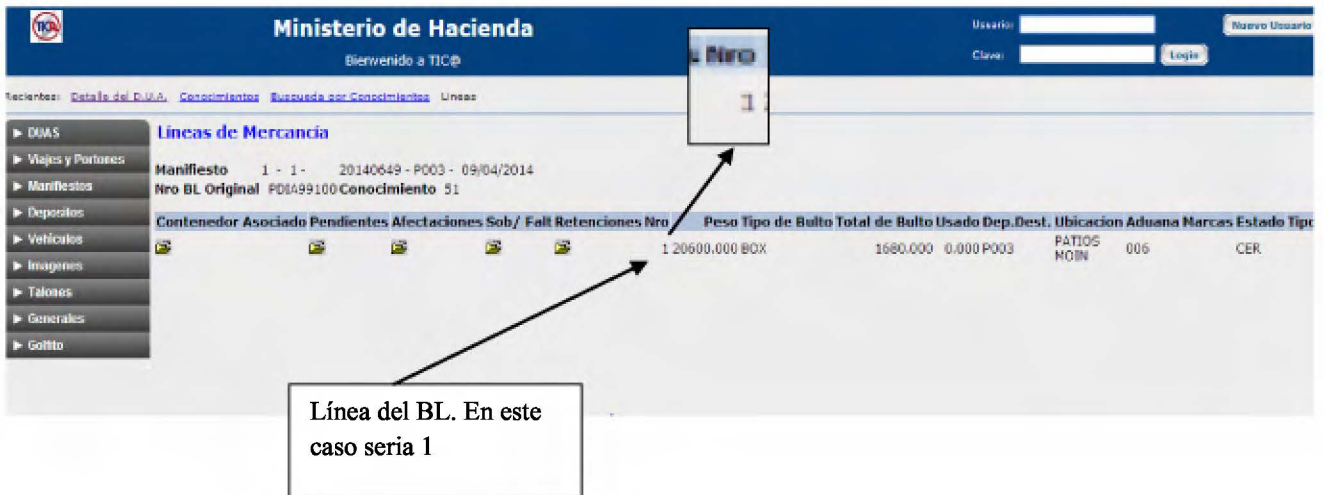 TICA
Ministerio de Hacienda
Bienvenido a TIC@
Usuario:
Nuevo Usuario
Clave:
Login
s Nro
1
Recientes: Detalle del D.U.A. Conocimientos Busqueda por Conocimientos Lineas
DUAS
Viajes y Portones
Manifiestos
Depositos
Vehiculos
Imagenes
Talones
Generales
Golfito
Líneas de Mercancía
Manifiesto 1 - 1 - 20140649 - P003 - 09/04/2014
Nro BL Original PDIA99100 Conocimiento 51
Contenedor Asociado Pendientes Afectaciones Sob/ Falt Retenciones Nro Peso Tipo de Bulto Total de Bulto Usado Dep.Dest. Ubicacion Aduana Marcas Estado Tipo
1 20600.000 BOX 1680.000 0.000 P003 PATIOS MOIN 006 CER
Línea del BL. En este
caso seria 1